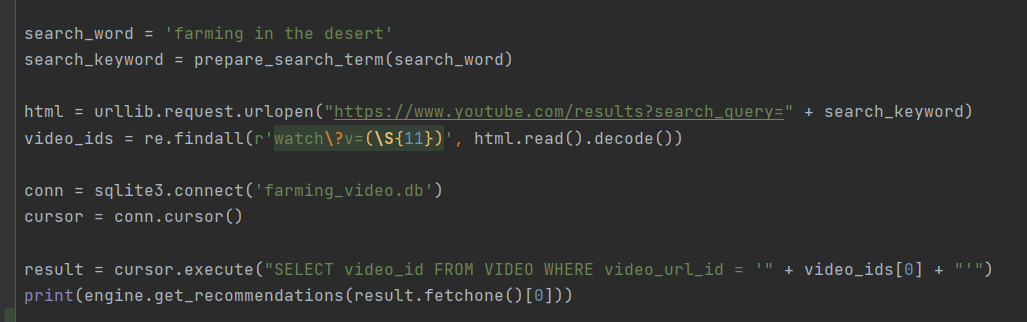 search_word = 'farming in the desert'
search_keyword = prepare_search_term(search_word)
html = urllib.request.urlopen("https://www.youtube.com/results?search_query=" + search_keyword)
video_ids = re.findall(r'watch\?v=(\S{11})', html.read().decode())
conn = sqlite3.connect('farming_video.db')
cursor = conn.cursor()
result = cursor.execute("SELECT video_id FROM VIDEO WHERE video_url_id = '" + video_ids[0] + "'")
print(engine.get_recommendations(result.fetchone()[0]))